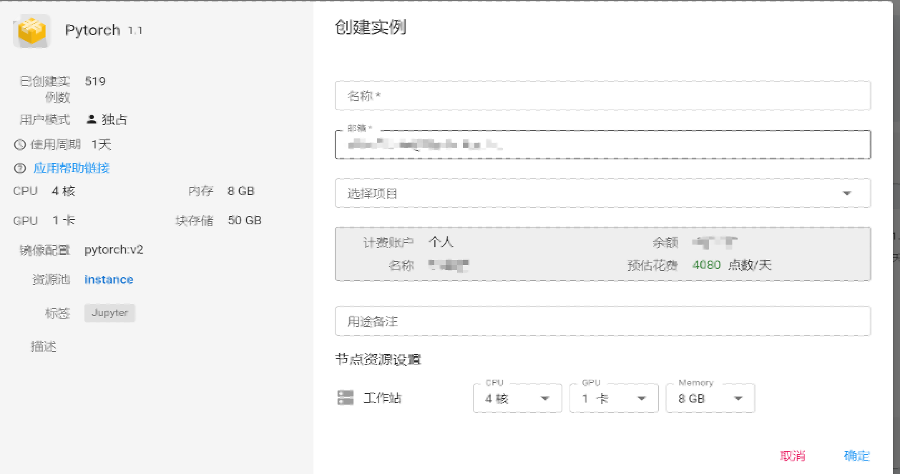 Pytorch 1.1
已创建实例数 519
用户模式 独占
使用周期 1天
应用帮助链接
CPU 4 核 内存 8 GB
GPU 1 卡 块存储 50 GB
镜像配置 pytorch:v2
资源池 instance
标签 Jupyter
描述
创建实例
名称 *
邮箱 *
选择项目
计费账户 个人 余额
名称 预估花费 4080 点数/天
用途备注
节点资源设置
CPU GPU Memory
工作站 4 核 1 卡 8 GB
取消 确定